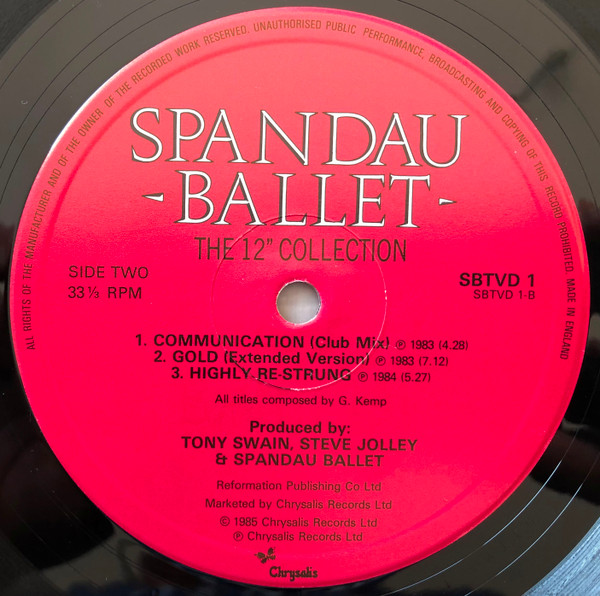 ALL RIGHTS OF THE MANUFACTURER AND OF THE OWNER OF THE RECORDED WORK RESERVED. UNAUTHORISED PUBLIC PERFORMANCE, BROADCASTING AND COPYING OF THIS RECORD PROHIBITED. MADE IN ENGLAND
SPANDAU
- BALLET -
THE 12" COLLECTION
SIDE TWO
33⅓ RPM
SBTVD 1
SBTVD 1-B
1. COMMUNICATION (Club Mix) ℗ 1983 (4.28)
2. GOLD (Extended Version) ℗ 1983 (7.12)
3. HIGHLY RE-STRUNG ℗ 1984 (5.27)
All titles composed by G. Kemp
Produced by:
TONY SWAIN, STEVE JOLLEY
& SPANDAU BALLET
Reformation Publishing Co Ltd
Marketed by Chrysalis Records Ltd
© 1985 Chrysalis Records Ltd
℗ Chrysalis Records Ltd
Chrysalis